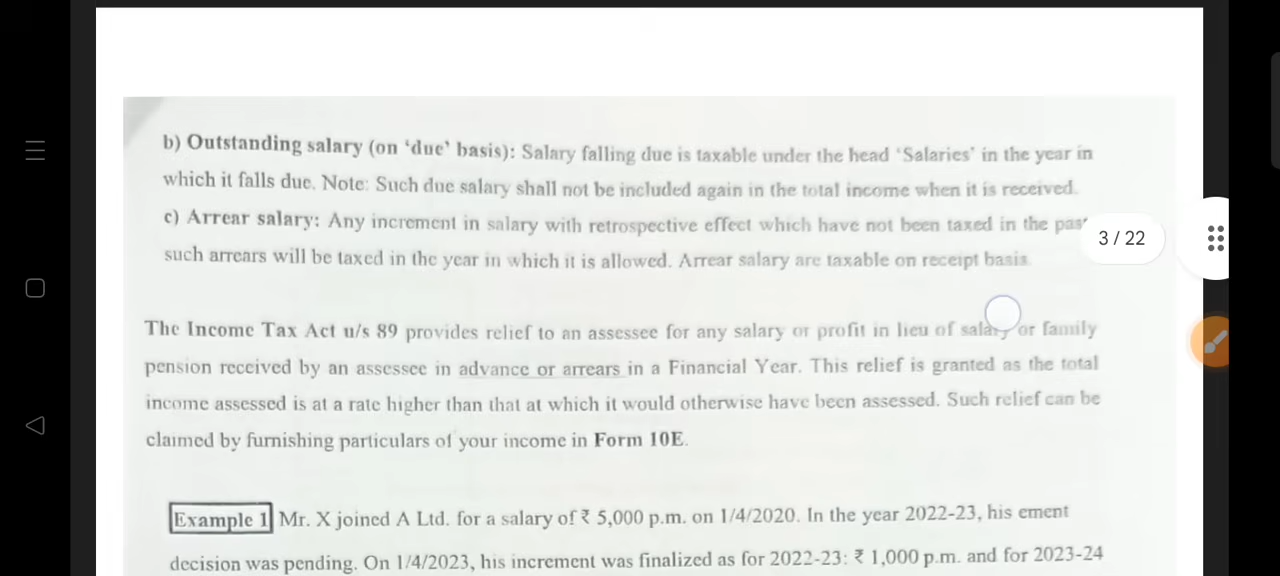 b) Outstanding salary (on 'due' basis): Salary falling due is taxable under the head 'Salaries' in the year in
which it falls due. Note: Such due salary shall not be included again in the total income when it is received.
c) Arrear salary: Any increment in salary with retrospective effect which have not been taxed in the past
3 / 22
such arrears will be taxed in the year in which it is allowed. Arrear salary are taxable on receipt basis
The Income Tax Act u/s 89 provides relief to an assessee for any salary or profit in lieu of salary or family
pension received by an assessee in advance or arrears in a Financial Year. This relief is granted as the total
income assessed is at a rate higher than that at which it would otherwise have been assessed. Such relief can be
claimed by furnishing particulars of your income in Form 10E.
Example 1 Mr. X joined A Ltd. for a salary of ₹ 5,000 p.m. on 1/4/2020. In the year 2022-23, his ement
decision was pending. On 1/4/2023, his increment was finalized as for 2022-23: ₹ 1,000 p.m. and for 2023-24